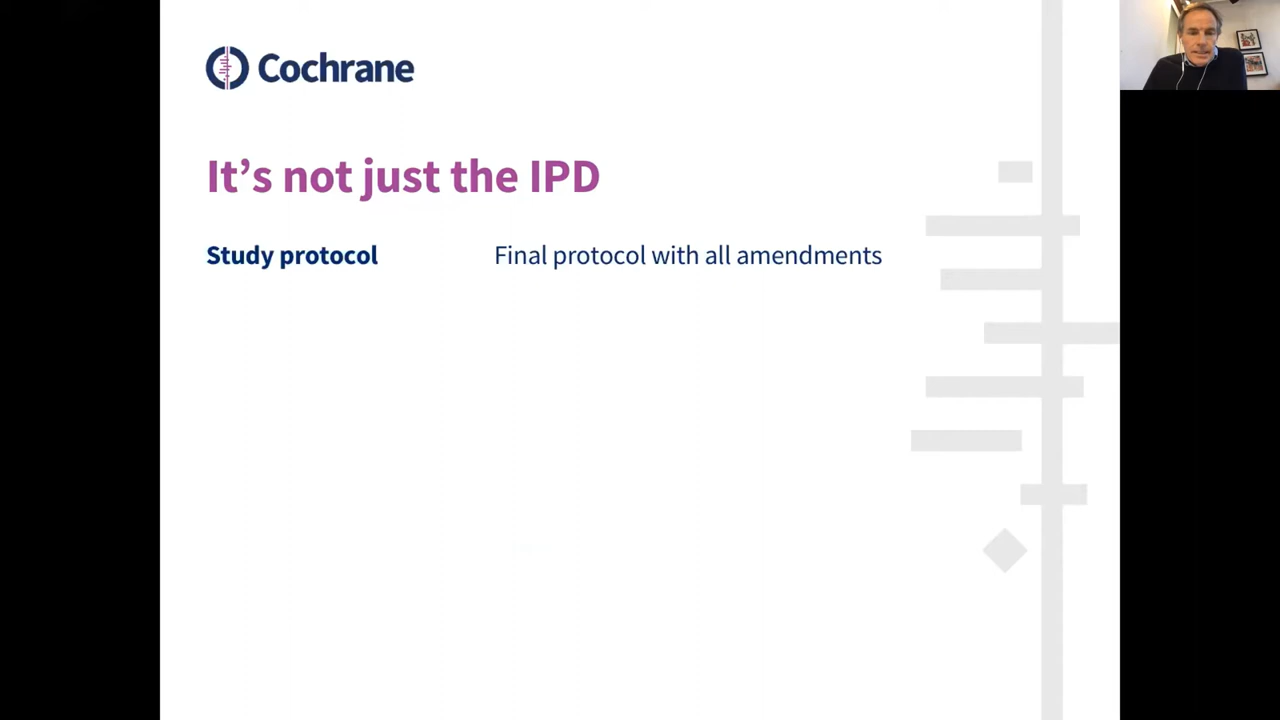 Cochrane
It’s not just the IPD
Study protocol Final protocol with all amendments